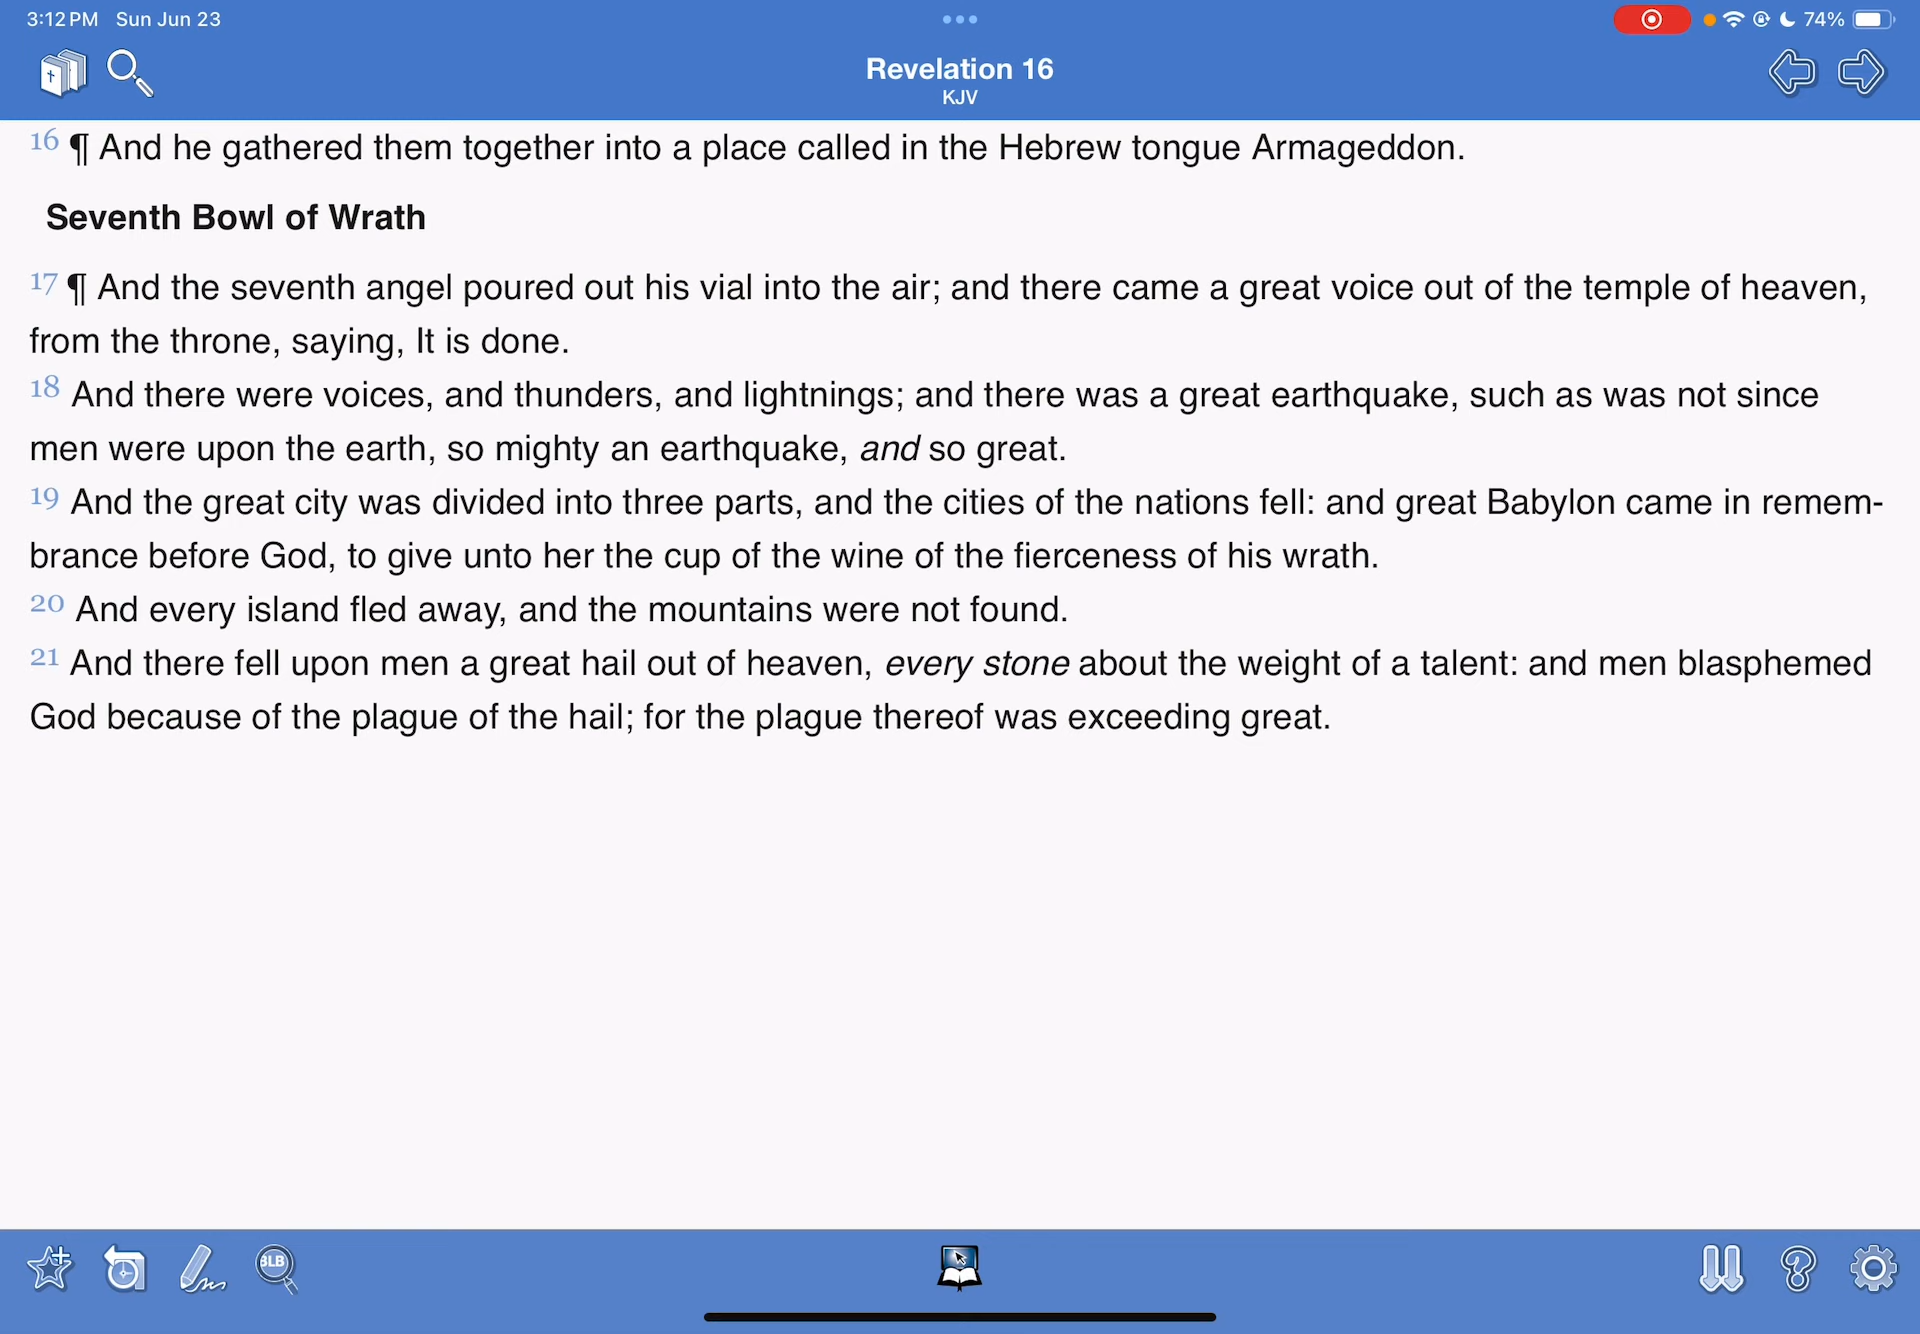 3:12 PM Sun Jun 23
74%
Revelation 16
KJV
16 ¶ And he gathered them together into a place called in the Hebrew tongue Armageddon.
Seventh Bowl of Wrath
17 ¶ And the seventh angel poured out his vial into the air; and there came a great voice out of the temple of heaven,
from the throne, saying, It is done.
18 And there were voices, and thunders, and lightnings; and there was a great earthquake, such as was not since
men were upon the earth, so mighty an earthquake, and so great.
19 And the great city was divided into three parts, and the cities of the nations fell: and great Babylon came in remem-
brance before God, to give unto her the cup of the wine of the fierceness of his wrath.
20 And every island fled away, and the mountains were not found.
21 And there fell upon men a great hail out of heaven, every stone about the weight of a talent: and men blasphemed
God because of the plague of the hail; for the plague thereof was exceeding great.
BLB